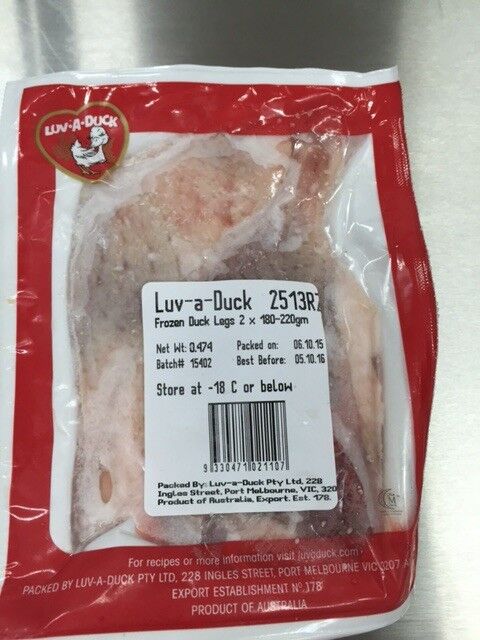 LUV-A-DUCK
Luv-a-Duck 2513RZ
Frozen Duck Legs 2 x 180-220gm
Net Wt: 0.474 Packed on: 06.10.15
Batch# 15402 Best Before: 05.10.16
Store at -18 C or below
9 330471 021107
Packed By: Luv-a-Duck Pty Ltd, 228
Ingles Street, Port Melbourne, VIC, 320
Product of Australia, Export. Est. 178.
For recipes or more information visit luvaduck.com
PACKED BY LUV-A-DUCK PTY LTD, 228 INGLES STREET, PORT MELBOURNE VIC 3207 A
EXPORT ESTABLISHMENT Nº 178
PRODUCT OF AUSTRALIA